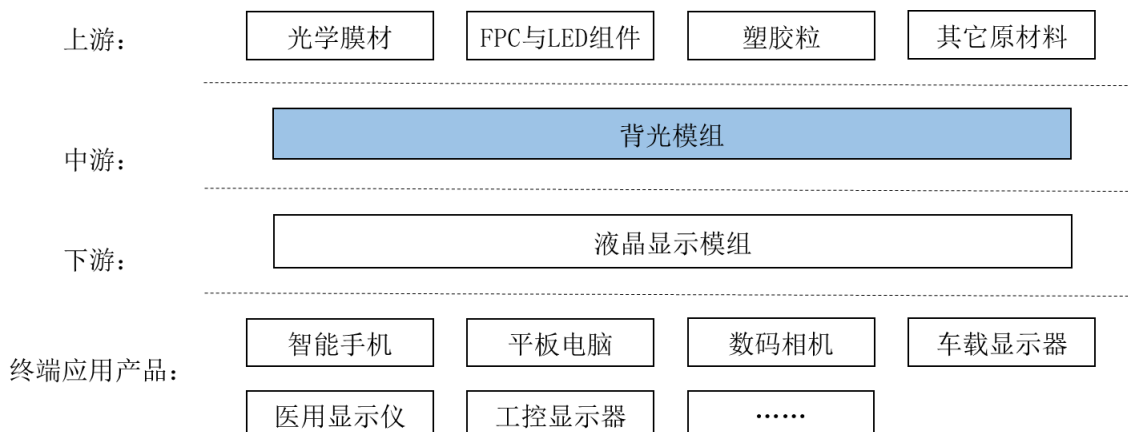 上游： 光学膜材 FPC与LED组件 塑胶粒 其它原材料
中游： 背光模组
下游： 液晶显示模组
终端应用产品： 智能手机 平板电脑 数码相机 车载显示器
医用显示仪 工控显示器 ……